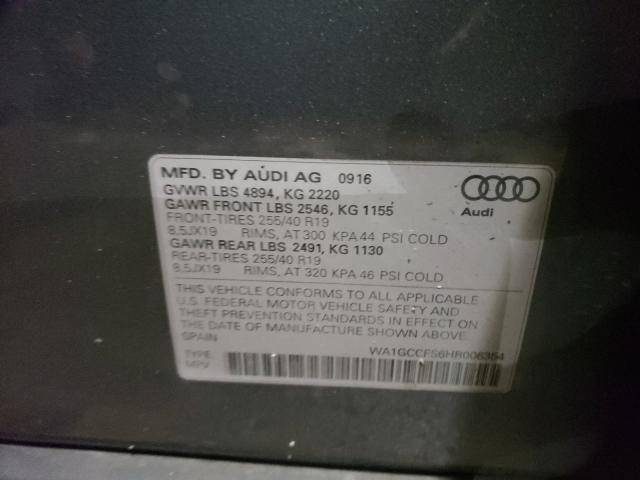 MFD. BY AUDI AG 0916
GVWR LBS 4894, KG 2220
GAWR FRONT LBS 2546, KG 1155
FRONT-TIRES 255/40 R19
8.5JX19 RIMS, AT 300 KPA 44 PSI COLD
GAWR REAR LBS 2491, KG 1130
REAR-TIRES 255/40 R19
8.5JX19 RIMS, AT 320 KPA 46 PSI COLD
Audi
THIS VEHICLE CONFORMS TO ALL APPLICABLE
U.S. FEDERAL MOTOR VEHICLE SAFETY AND
THEFT PREVENTION STANDARDS IN EFFECT ON
THE DATE OF MANUFACTURE SHOWN ABOVE.
SPAIN
WA1GCCFS6HR006354
TYPE:
MPV